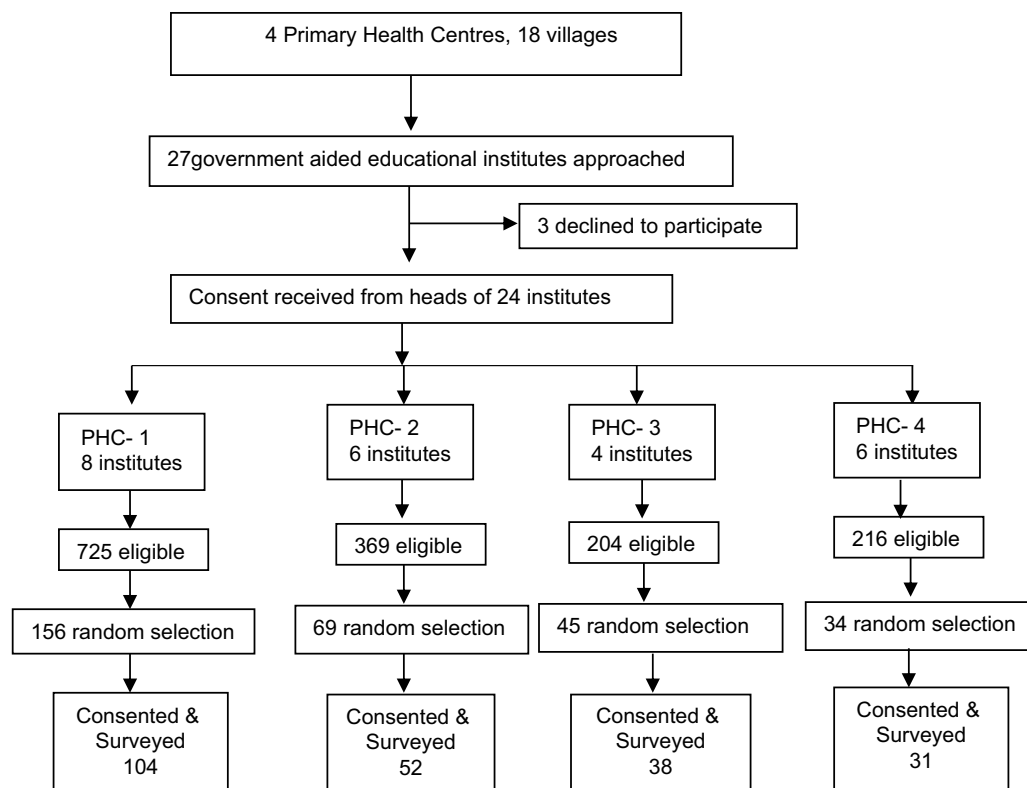 4 Primary Health Centres, 18 villages
27government aided educational institutes approached
3 declined to participate
Consent received from heads of 24 institutes
PHC- 1
8 institutes
PHC- 2
6 institutes
PHC- 3
4 institutes
PHC- 4
6 institutes
725 eligible
369 eligible
204 eligible
216 eligible
156 random selection
69 random selection
45 random selection
34 random selection
Consented &
Surveyed
104
Consented &
Surveyed
52
Consented &
Surveyed
38
Consented &
Surveyed
31